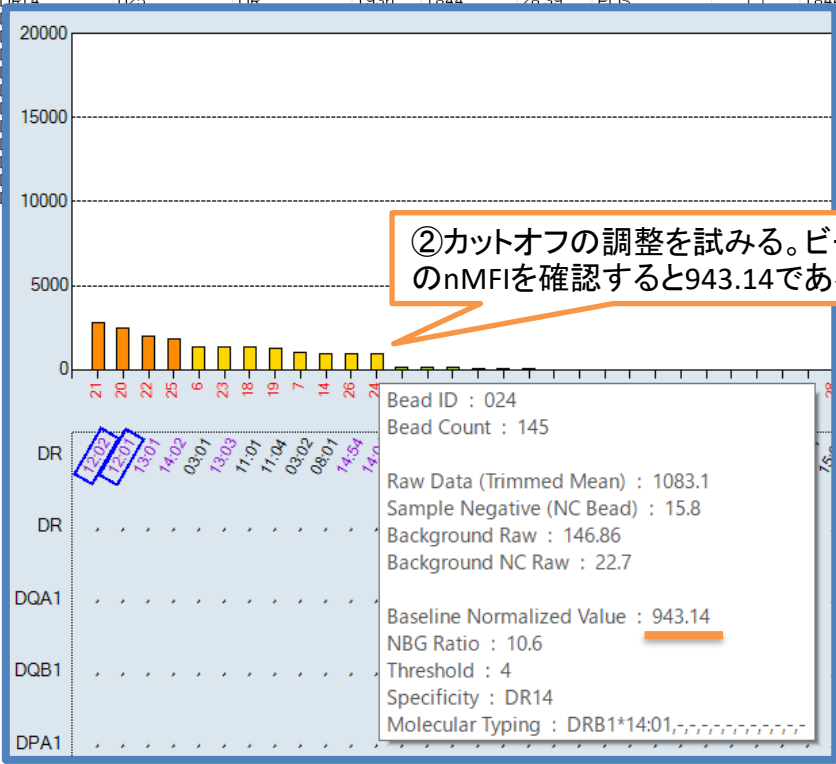 20000
15000
10000
5000
0
②カットオフの調整を試みる。ビ
のnMFIを確認すると943.14であ
21 20 22 25 6 23 18 19 7 14 26 24
DR 12:02 12:01 13:01 14:02 03:01 13:03 11:01 11:04 03:02 08:01 14:54
DR , , , , , , , , , , , ,
DQA1 , , , , , , , , , , , ,
DQB1 , , , , , , , , , , , ,
DPA1 , , , , , , , , , , , ,
Bead ID : 024
Bead Count : 145
Raw Data (Trimmed Mean) : 1083.1
Sample Negative (NC Bead) : 15.8
Background Raw : 146.86
Background NC Raw : 22.7
Baseline Normalized Value : 943.14
NBG Ratio : 10.6
Threshold : 4
Specificity : DR14
Molecular Typing : DRB1*14:01,-,-,-,-,-,-,-,-,-,-,-,-